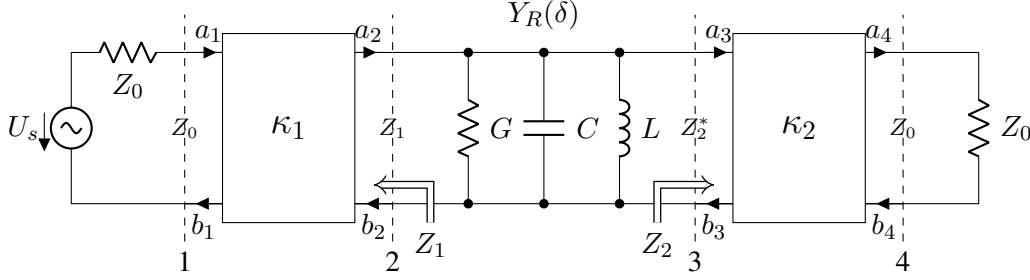 Y_R(δ)
a_1 a_2 a_3 a_4
Z_0
U_s Z_0 κ_1 Z_1 G C L Z_2^* κ_2 Z_0 Z_0
b_1 b_2 Z_1 Z_2 b_3 b_4
1 2 3 4